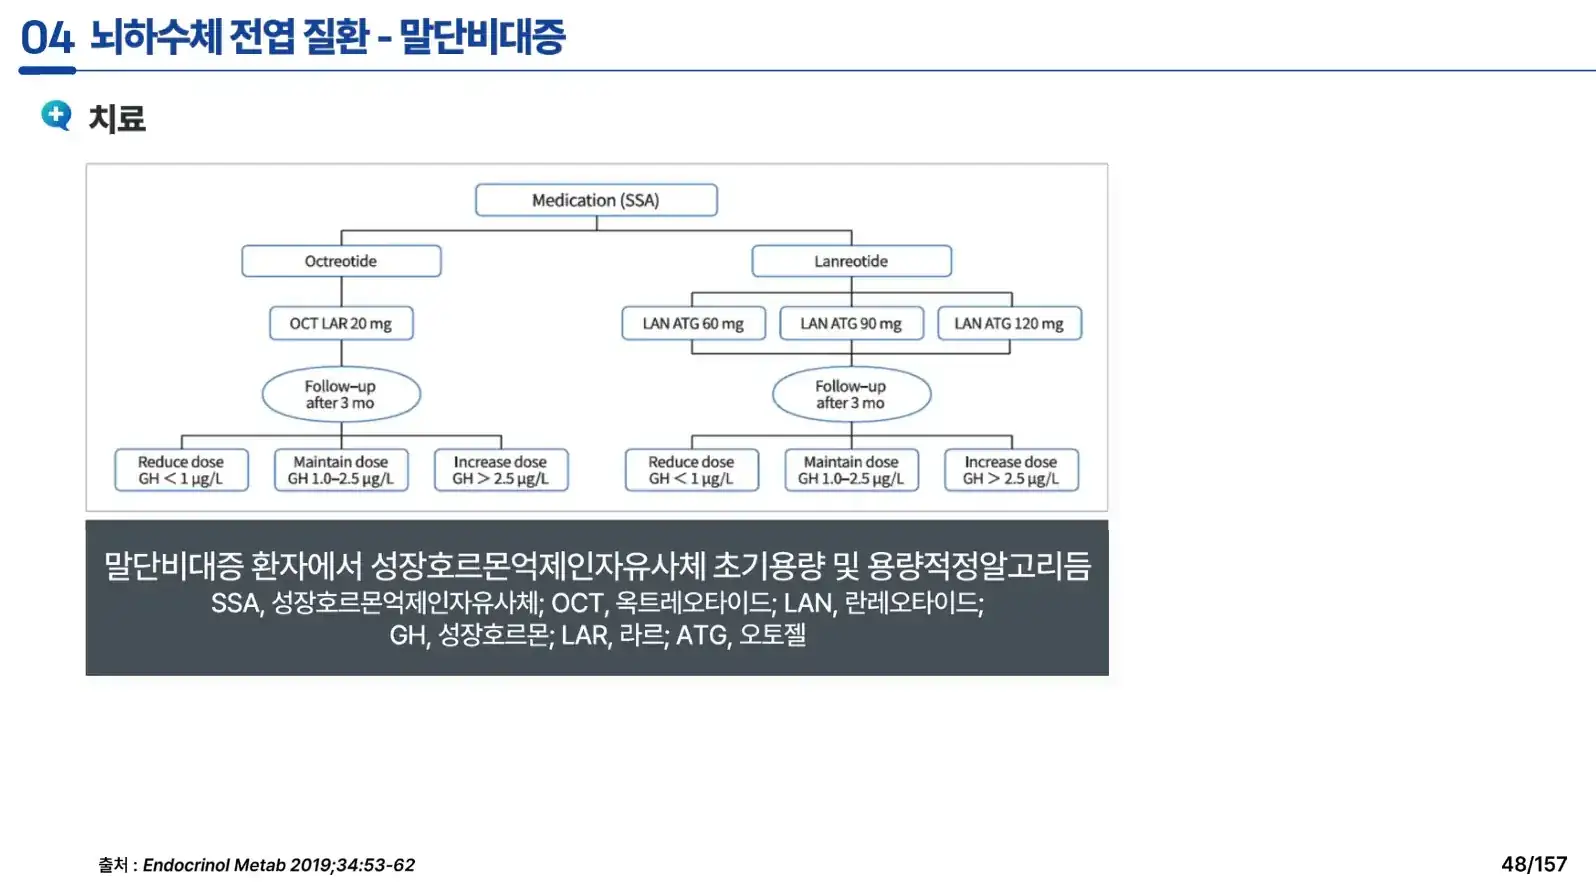 04 뇌하수체 전엽 질환 - 말단비대증
치료
Medication (SSA)
Octreotide
Lanreotide
OCT LAR 20 mg
LAN ATG 60 mg
LAN ATG 90 mg
LAN ATG 120 mg
Follow-up
after 3 mo
Follow-up
after 3 mo
Reduce dose
GH < 1 μg/L
Maintain dose
GH 1.0–2.5 μg/L
Increase dose
GH > 2.5 μg/L
Reduce dose
GH < 1 μg/L
Maintain dose
GH 1.0–2.5 μg/L
Increase dose
GH > 2.5 μg/L
말단비대증 환자에서 성장호르몬억제인자유사체 초기용량 및 용량적정알고리듬
SSA, 성장호르몬억제인자유사체; OCT, 옥트레오타이드; LAN, 란레오타이드;
GH, 성장호르몬; LAR, 라르; ATG, 오토젤
출처 : Endocrinol Metab 2019;34:53-62
48/157